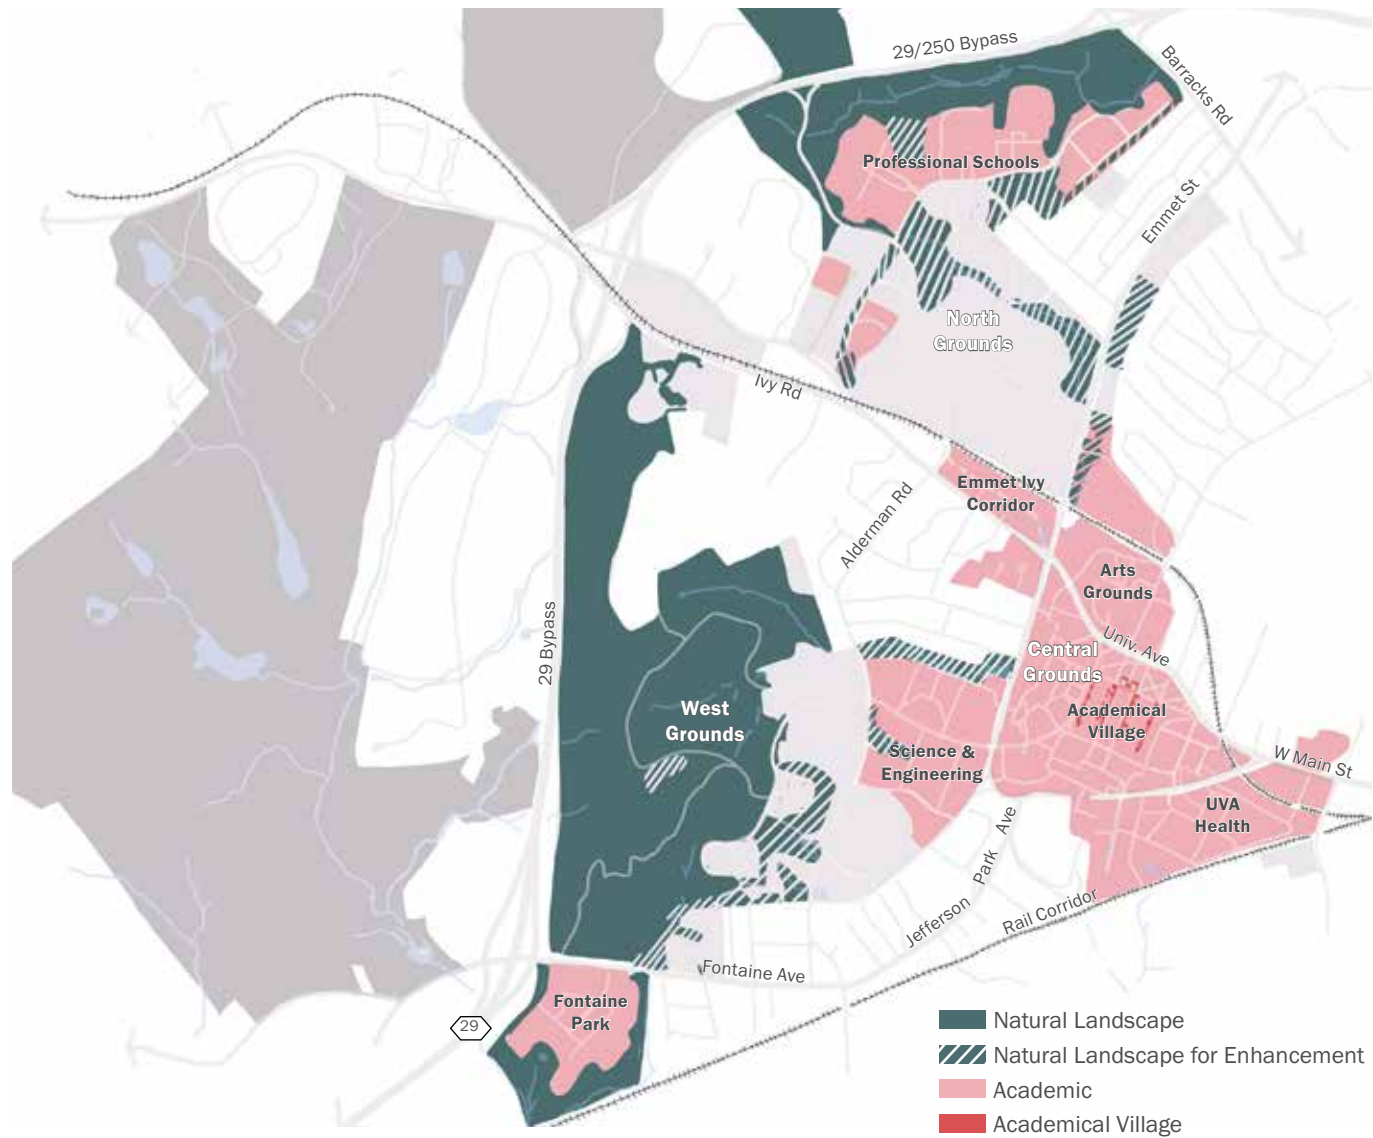 29/250 Bypass
Barracks Rd
Professional Schools
Emmet St
North
Grounds
Ivy Rd
Emmet Ivy
Corridor
Alderman Rd
Arts
Grounds
29 Bypass
Univ. Ave
Central
Grounds
West
Grounds
Academical
Village
Science &
Engineering
W Main St
UVA
Health
Jefferson Park Ave
Rail Corridor
Fontaine Ave
Fontaine
Park
29
Natural Landscape
Natural Landscape for Enhancement
Academic
Academical Village